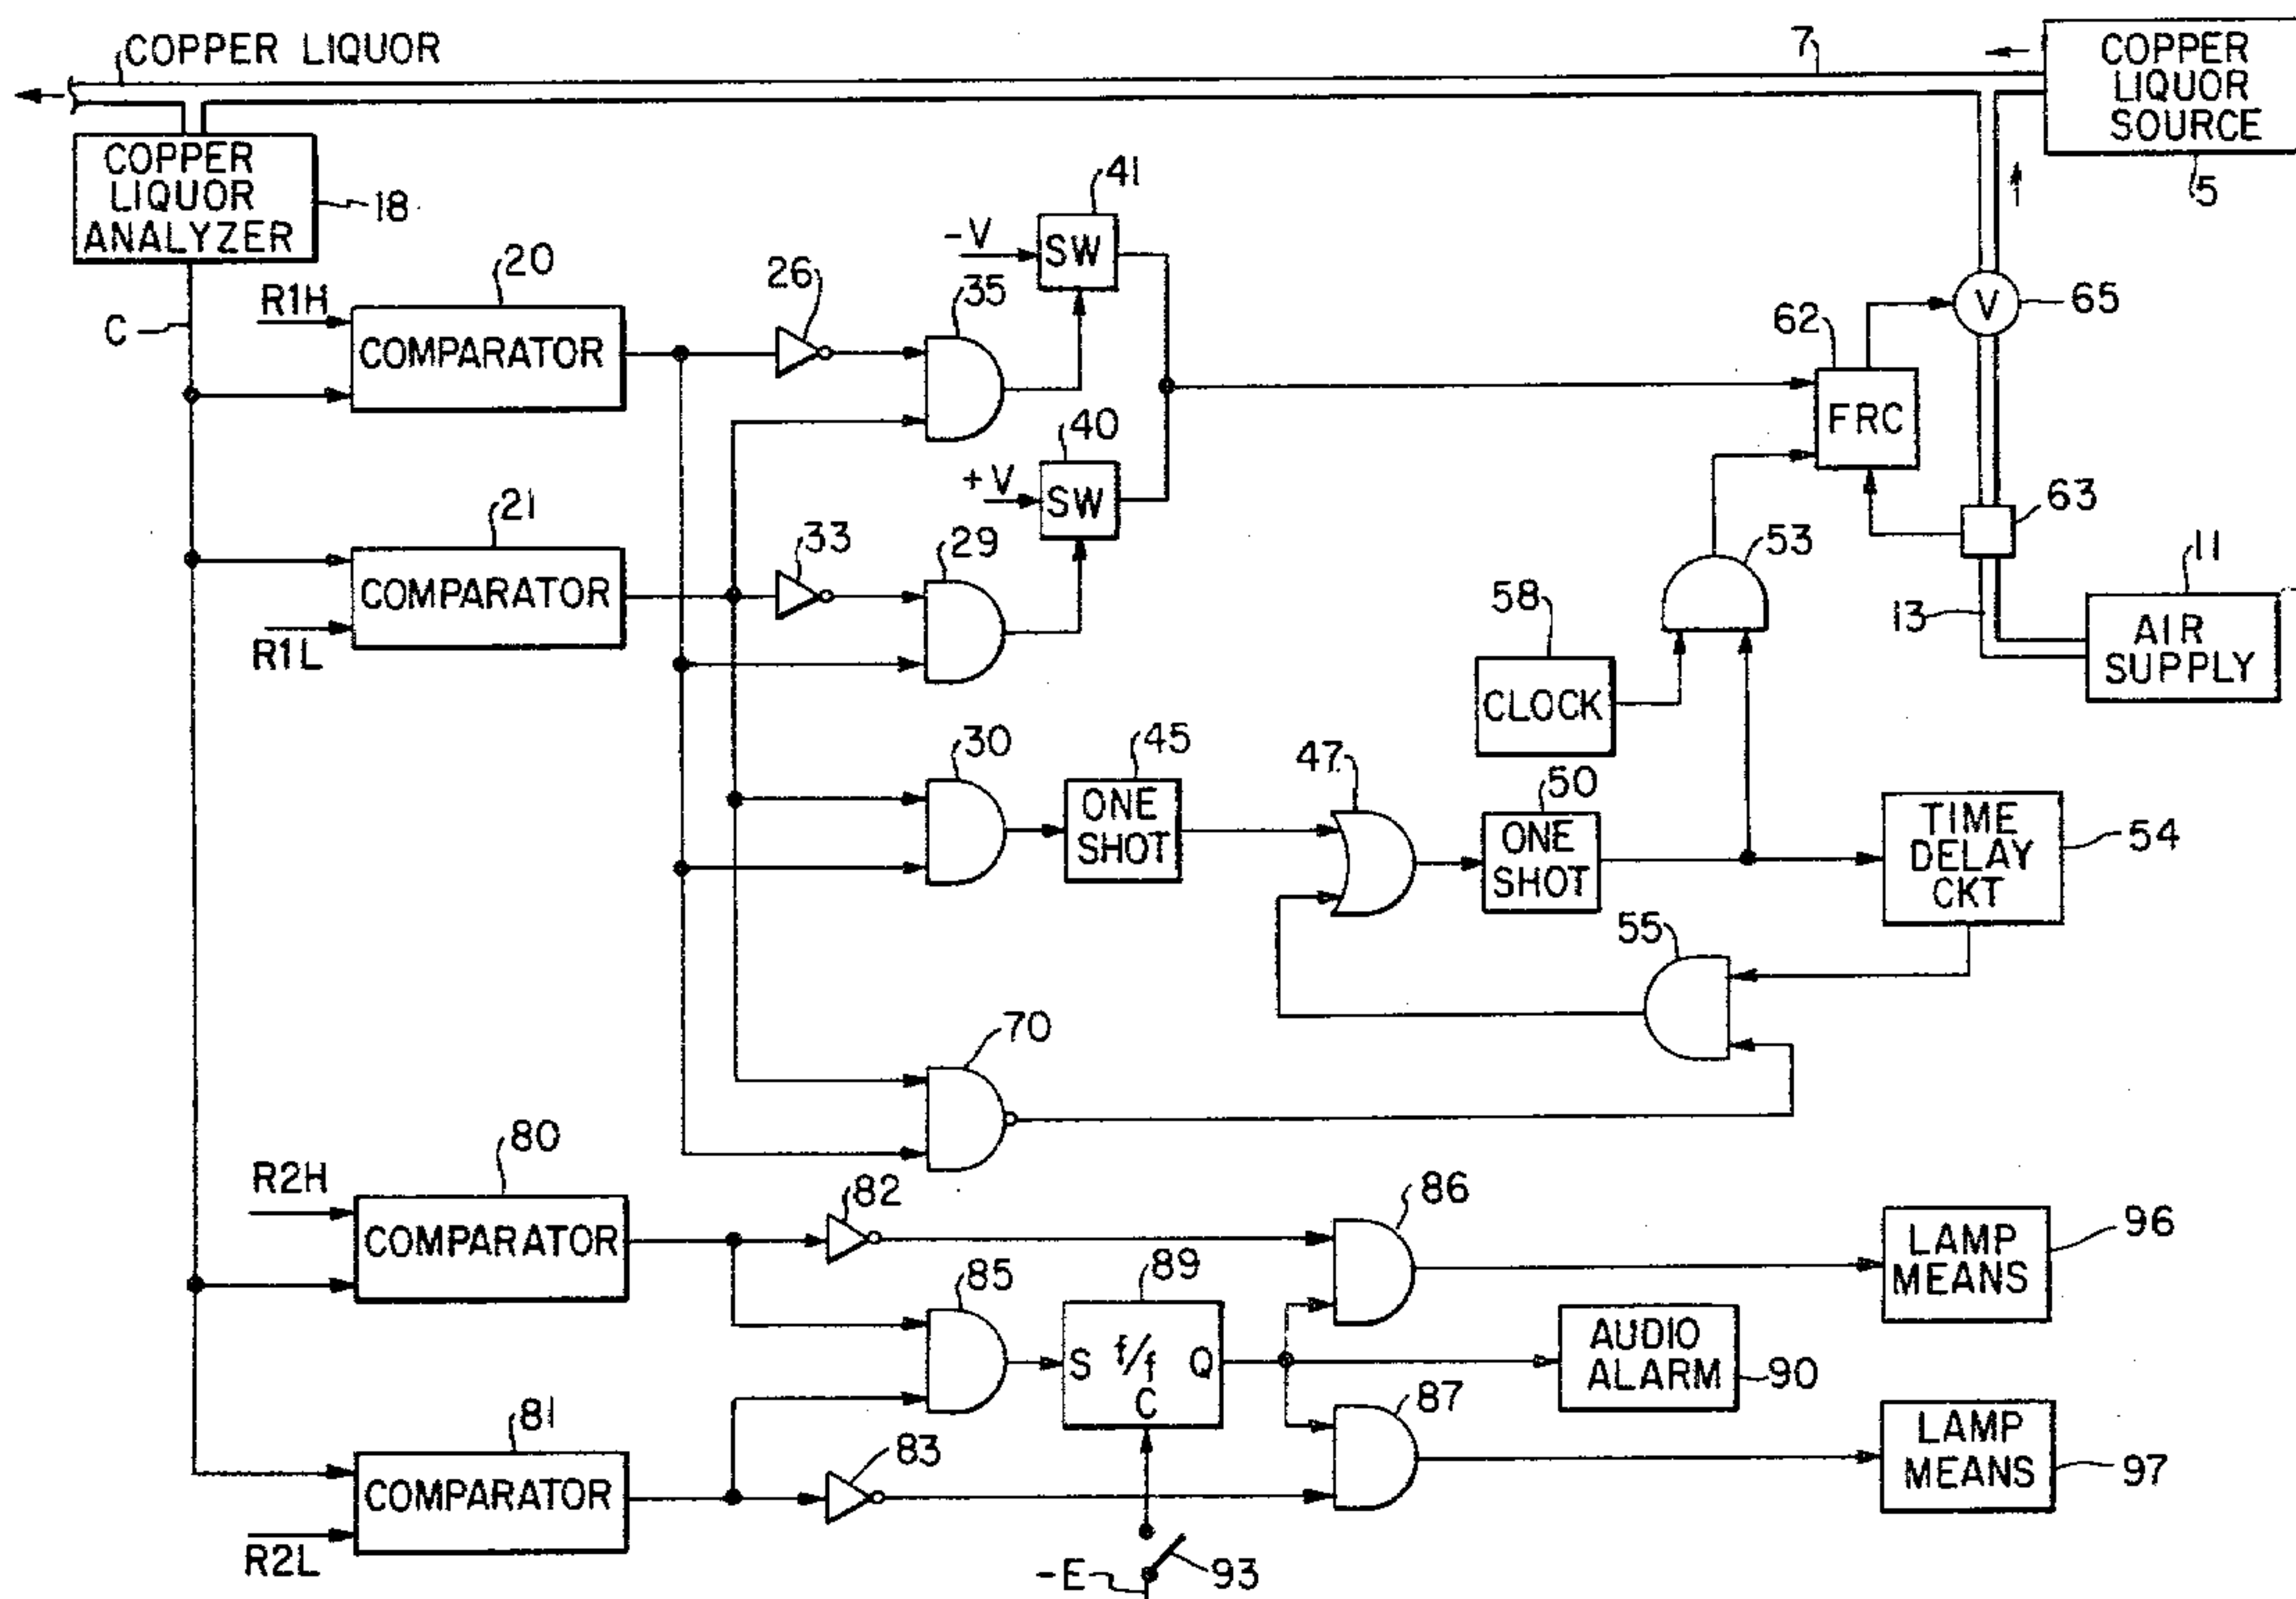 COPPER LIQUOR
7
COPPER
LIQUOR
SOURCE
5
COPPER
LIQUOR
ANALYZER
18
C
R1H
20
COMPARATOR
26
35
-V
41
SW
62
FRC
V
65
21
COMPARATOR
R1L
33
29
+V
40
SW
53
63
13
11
AIR
SUPPLY
58
CLOCK
30
45
ONE
SHOT
47
50
ONE
SHOT
TIME
DELAY
CKT
54
55
70
R2H
80
COMPARATOR
82
85
89
S f/f Q
C
86
LAMP
MEANS
96
AUDIO
ALARM
90
81
COMPARATOR
R2L
83
87
LAMP
MEANS
97
-E
93